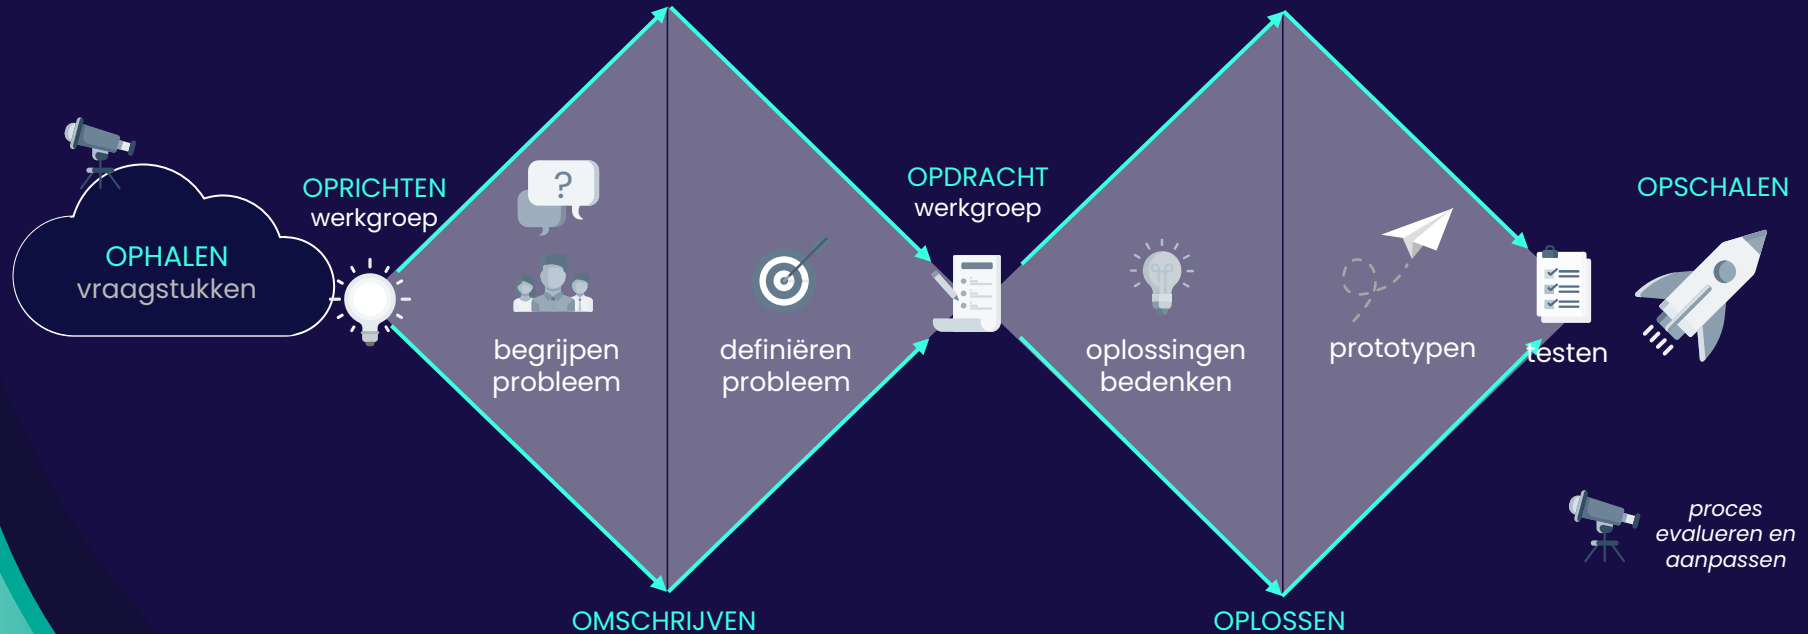 OPHALEN
vraagstukken
OPRICHTEN
werkgroep
?
begrijpen
probleem
definiëren
probleem
OMSCHRIJVEN
OPDRACHT
werkgroep
oplossingen
bedenken
prototypen
testen
OPLOSSEN
OPSCHALEN
proces
evalueren en
aanpassen